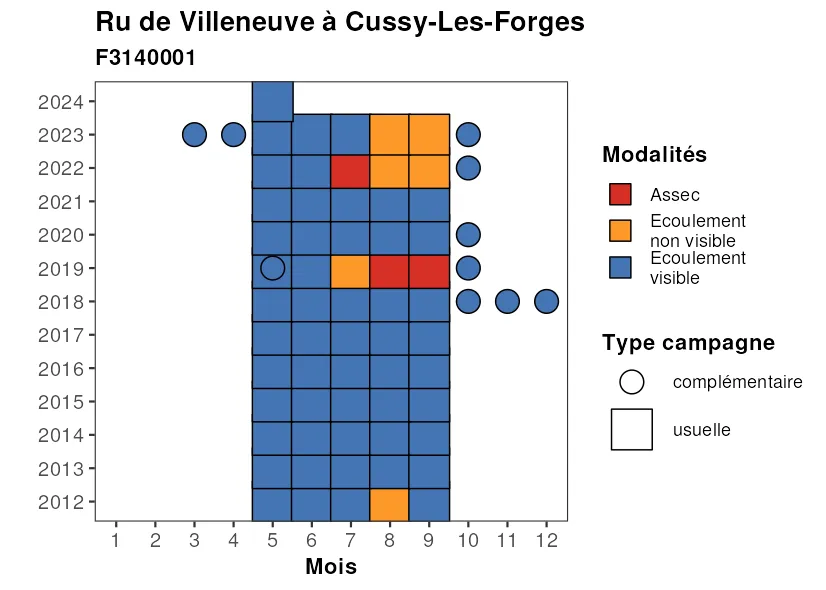 Ru de Villeneuve à Cussy-Les-Forges
F3140001
2024
2023
2022
2021
2020
2019
2018
2017
2016
2015
2014
2013
2012
1 2 3 4 5 6 7 8 9 10 11 12
Mois
Modalités
Assec
Ecoulement
non visible
Ecoulement
visible
Type campagne
complémentaire
usuelle